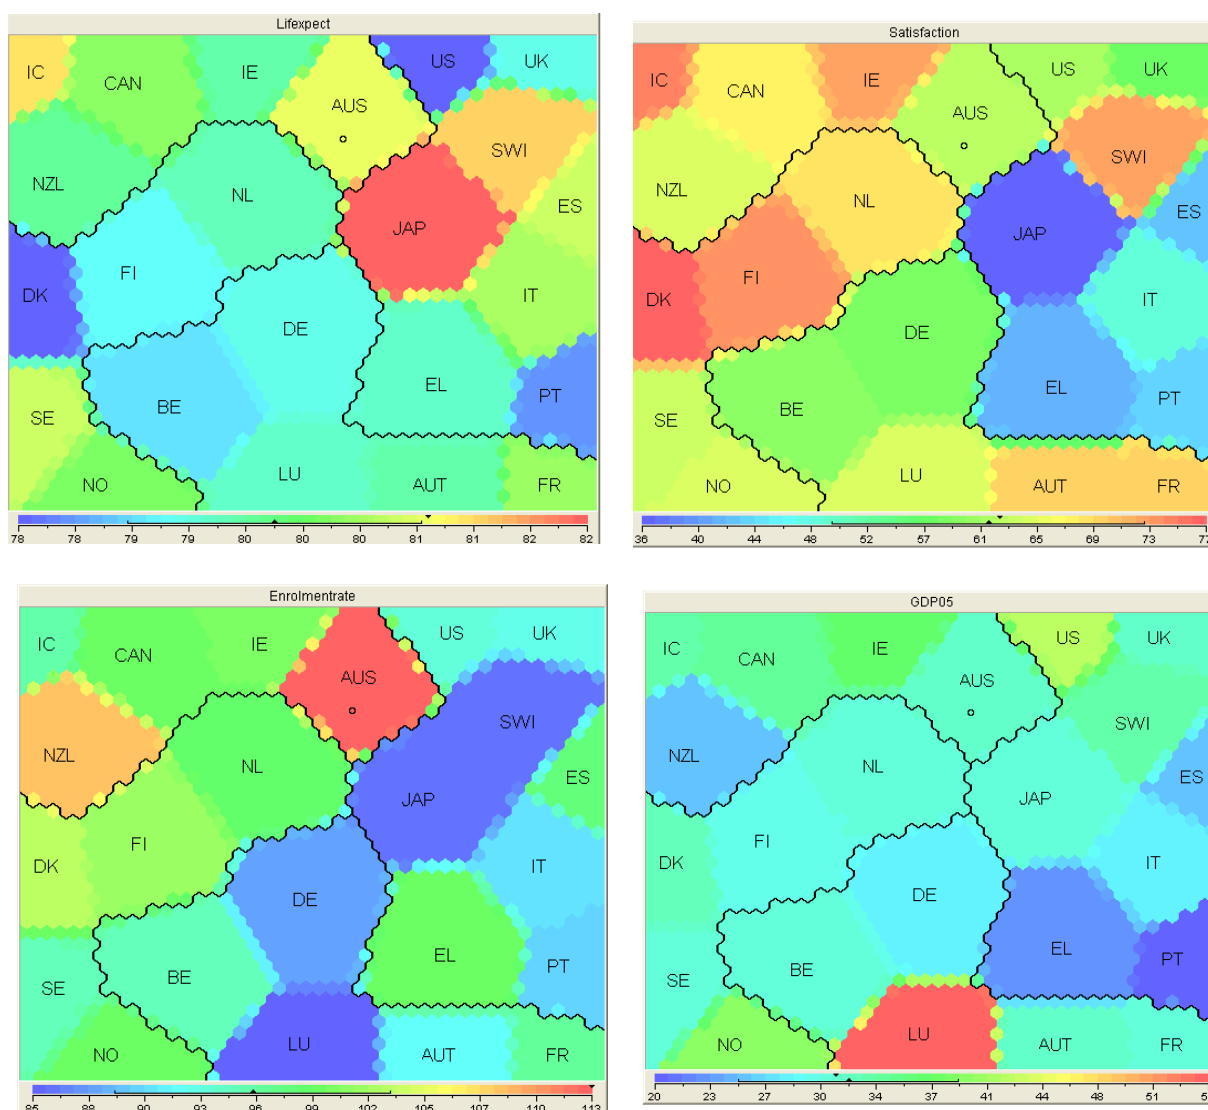 Lifexpect
IC CAN IE AUS US UK
NZL NL SWI
JAP ES
FI
DK DE IT
BE EL PT
SE
NO LU AUT FR
78 78 79 79 80 80 80 81 81 82 82
Satisfaction
IC CAN IE AUS US UK
NZL NL SWI
JAP ES
FI
DK DE IT
BE EL PT
SE
NO LU AUT FR
36 40 44 48 52 57 61 65 69 73 77
Enrolmentrate
IC CAN IE AUS US UK
NZL NL SWI
JAP ES
FI
DK DE IT
BE EL PT
SE
NO LU AUT FR
85 88 90 93 96 99 102 105 107 110 113
GDP05
IC CAN IE AUS US UK
NZL NL SWI
JAP ES
FI
DK DE IT
BE EL PT
SE
NO LU AUT FR
20 23 27 31 34 37 41 44 48 51